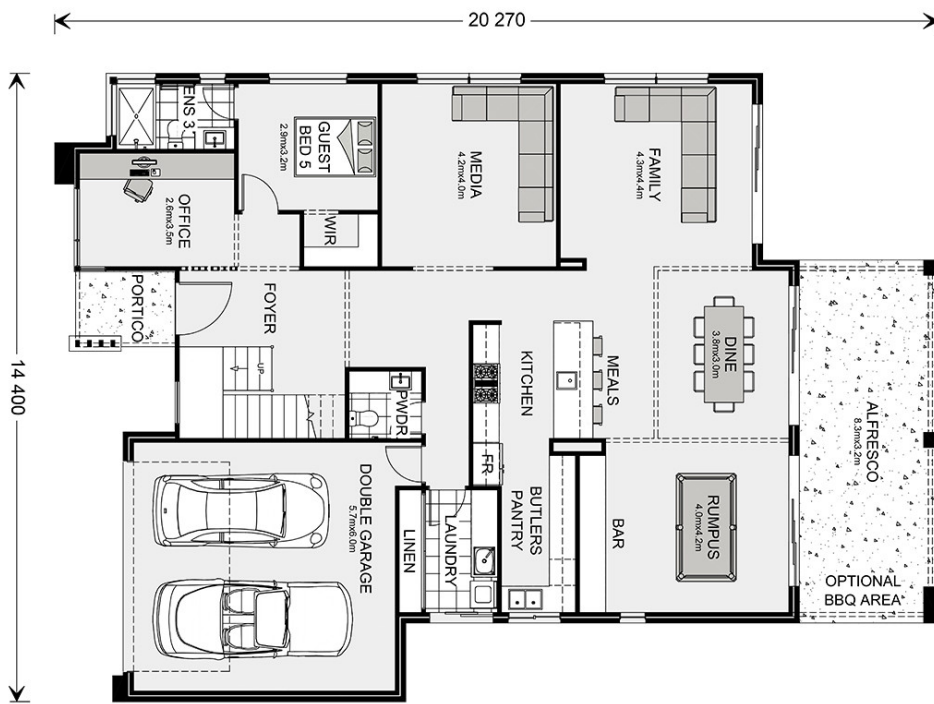 20 270
14 400
ENS 3
GUEST
BED 5
2.9mx3.2m
MEDIA
4.2mx4.0m
FAMILY
4.3mx4.4m
OFFICE
2.6mx3.5m
WIR
PORTICO
FOYER
UP
PWDR
KITCHEN
MEALS
DINE
3.8mx3.0m
ALFRESCO
8.3mx3.2m
FR
DOUBLE GARAGE
5.7mx6.0m
LINEN
LAUNDRY
BUTLERS
PANTRY
BAR
RUMPUS
4.0mx4.2m
OPTIONAL
BBQ AREA